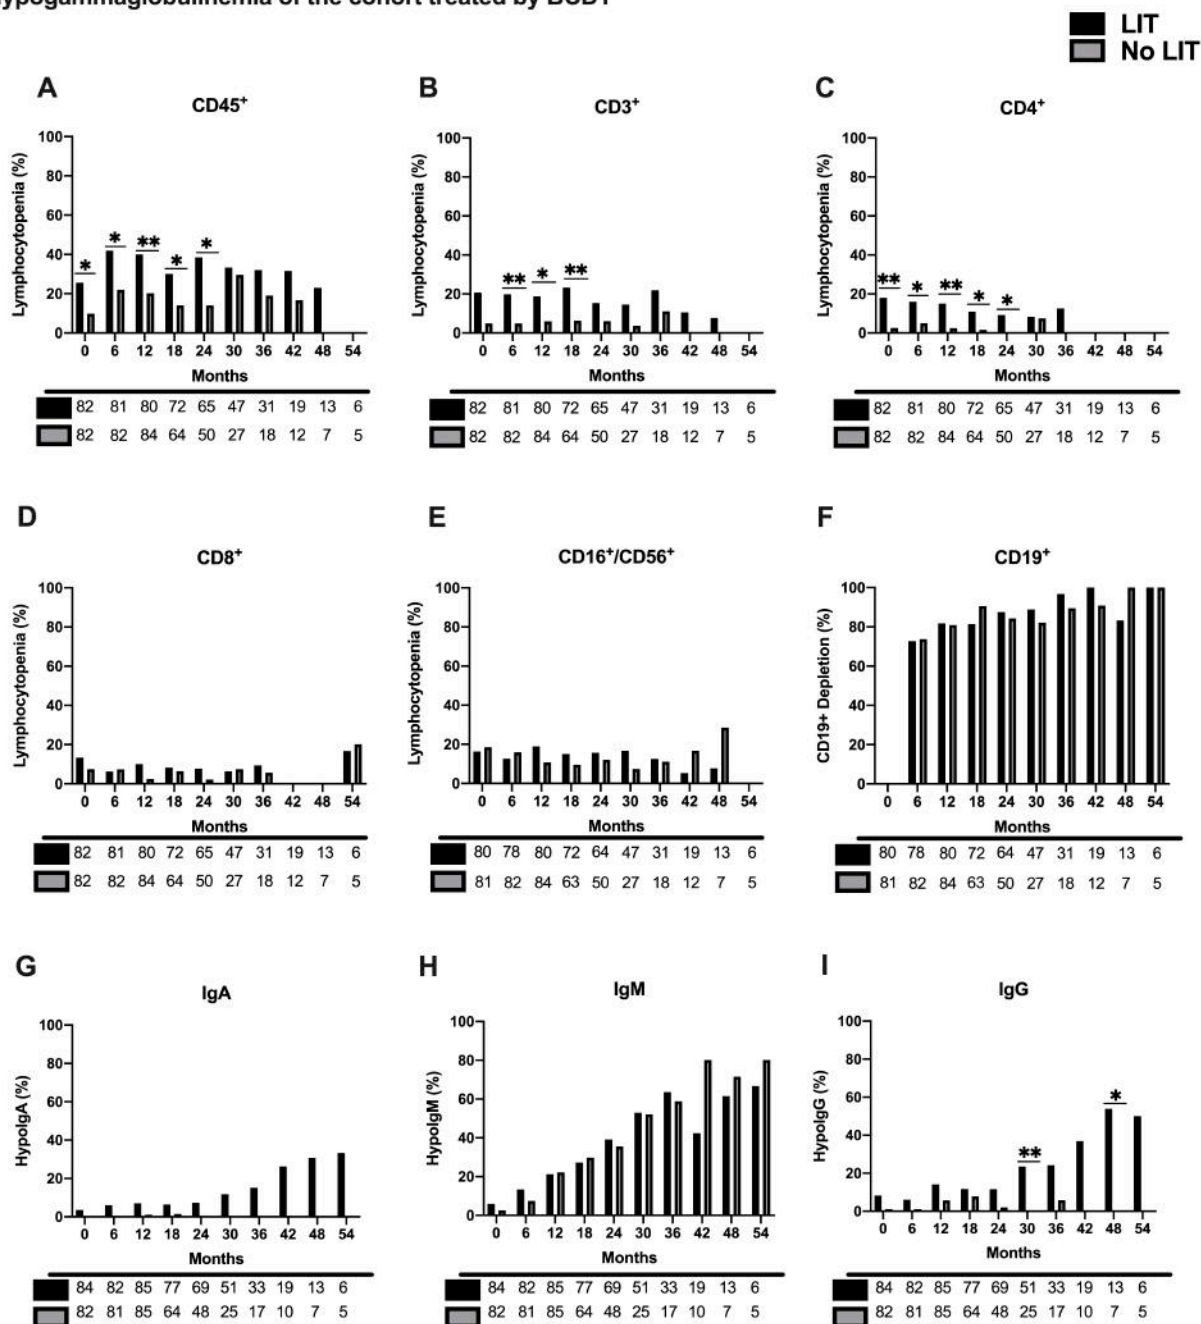 LIT
No LIT
A
CD45+
Lymphocytopenia (%)
100
80
60
40
20
0
* * ** * *
0 6 12 18 24 30 36 42 48 54
Months
82 81 80 72 65 47 31 19 13 6
82 82 84 64 50 27 18 12 7 5
B
CD3+
Lymphocytopenia (%)
100
80
60
40
20
0
** * **
0 6 12 18 24 30 36 42 48 54
Months
82 81 80 72 65 47 31 19 13 6
82 82 84 64 50 27 18 12 7 5
C
CD4+
Lymphocytopenia (%)
100
80
60
40
20
0
** * ** * *
0 6 12 18 24 30 36 42 48 54
Months
82 81 80 72 65 47 31 19 13 6
82 82 84 64 50 27 18 12 7 5
D
CD8+
Lymphocytopenia (%)
100
80
60
40
20
0
0 6 12 18 24 30 36 42 48 54
Months
82 81 80 72 65 47 31 19 13 6
82 82 84 64 50 27 18 12 7 5
E
CD16+/CD56+
Lymphocytopenia (%)
100
80
60
40
20
0
0 6 12 18 24 30 36 42 48 54
Months
80 78 80 72 64 47 31 19 13 6
81 82 84 63 50 27 18 12 7 5
F
CD19+
CD19+ Depletion (%)
100
80
60
40
20
0
0 6 12 18 24 30 36 42 48 54
Months
80 78 80 72 64 47 31 19 13 6
81 82 84 63 50 27 18 12 7 5
G
IgA
HypoIgA (%)
100
80
60
40
20
0
0 6 12 18 24 30 36 42 48 54
Months
84 82 85 77 69 51 33 19 13 6
82 81 85 64 48 25 17 10 7 5
H
IgM
HypoIgM (%)
100
80
60
40
20
0
0 6 12 18 24 30 36 42 48 54
Months
84 82 85 77 69 51 33 19 13 6
82 81 85 64 48 25 17 10 7 5
I
IgG
HypoIgG (%)
100
80
60
40
20
0
** *
0 6 12 18 24 30 36 42 48 54
Months
84 82 85 77 69 51 33 19 13 6
82 81 85 64 48 25 17 10 7 5